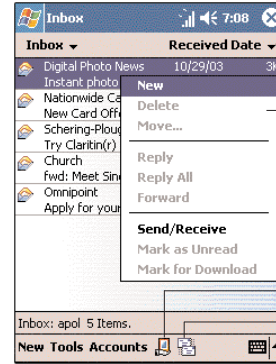 Inbox 7:08
Inbox Received Date
Digital Photo News 10/29/03 3K
Instant photo
Nationwide Ca
New Card Off
Schering-Ploug
Try Claritin(r)
Church
fwd: Meet Sin
Omnipoint
Apply for your
New
Delete
Move...
Reply
Reply All
Forward
Send/Receive
Mark as Unread
Mark for Download
Inbox: apol 5 Items.
New Tools Accounts